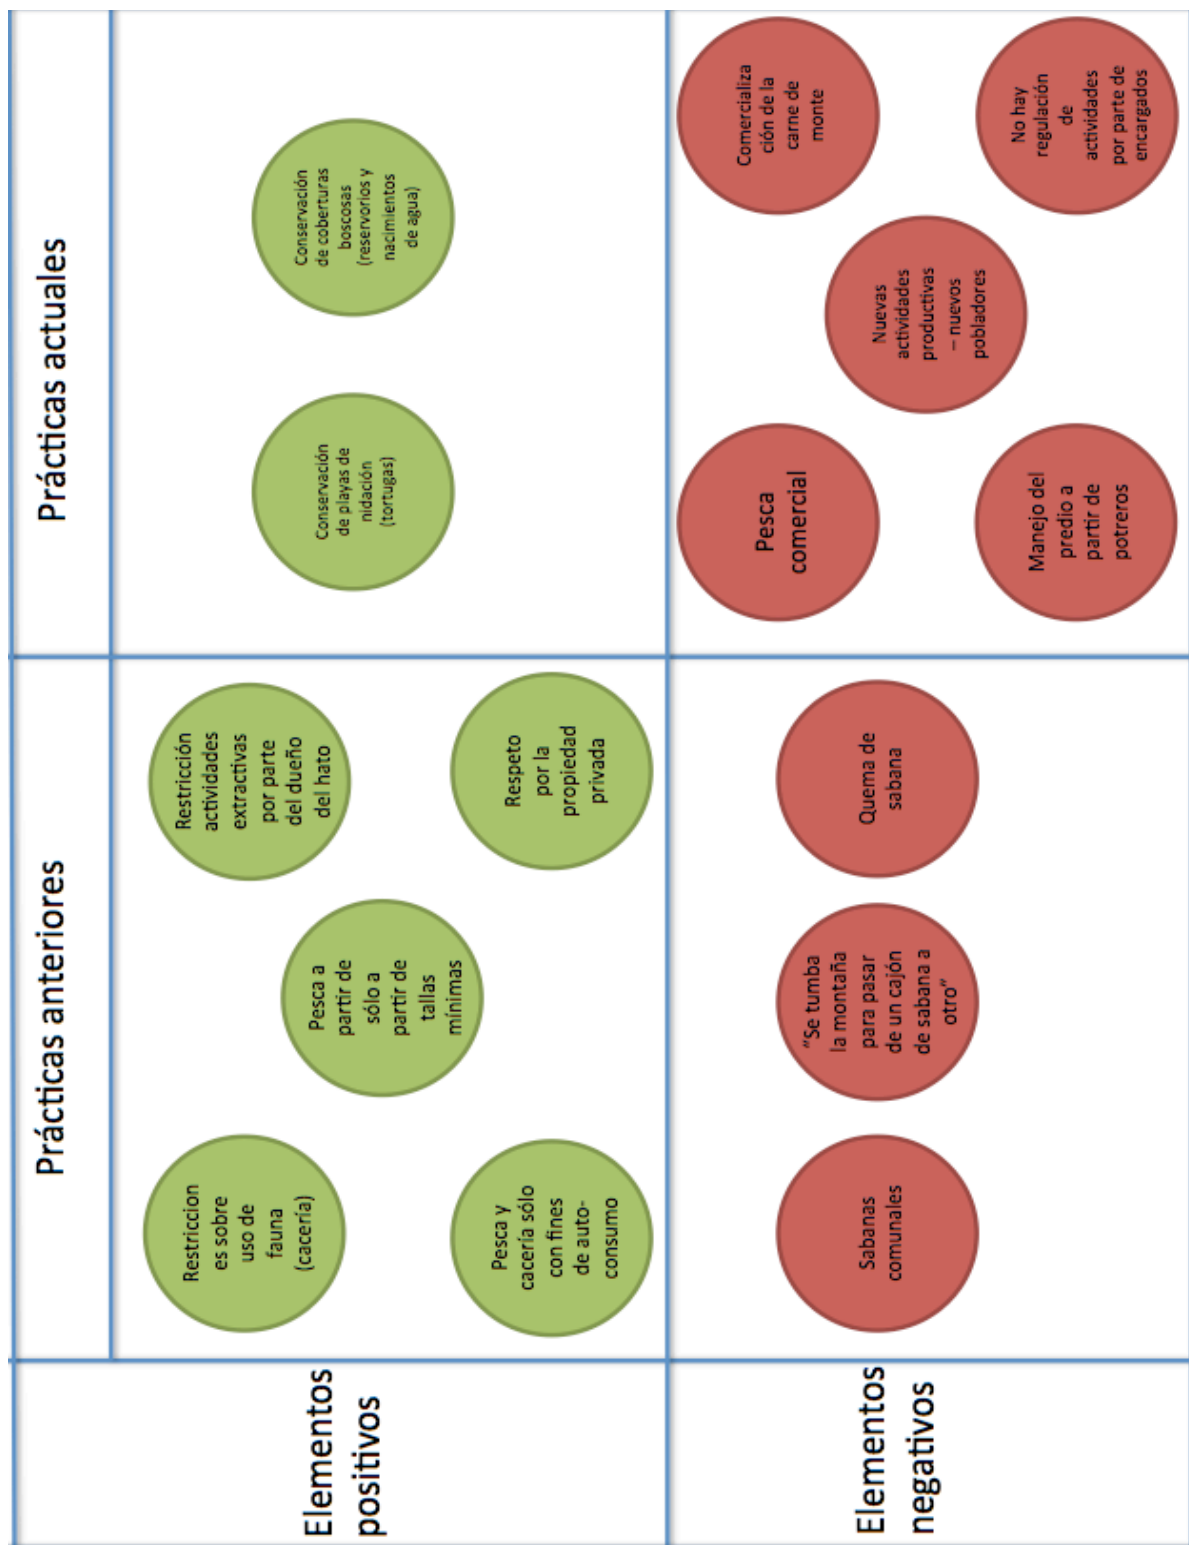 Prácticas anteriores
Prácticas actuales
Elementos
positivos
Restriccion
es sobre
uso de
fauna
(cacería)
Pesca y
cacería sólo
con fines
de auto-
consumo
Pesca a
partir de
sólo a
partir de
tallas
mínimas
Restricción
actividades
extractivas
por parte
del dueño
del hato
Respeto
por la
propiedad
privada
Conservación
de playas de
nidación
(tortugas)
Conservación
de coberturas
boscosas
(reservorios y
nacimientos
de agua)
Elementos
negativos
Sabanas
comunales
“Se tumba
la montaña
para pasar
de un cajón
de sabana a
otro”
Quema de
sabana
Pesca
comercial
Manejo del
predio a
partir de
potreros
Nuevas
actividades
productivas
– nuevos
pobladores
Comercializa
ción de la
carne de
monte
No hay
regulación
de
actividades
por parte de
encargados